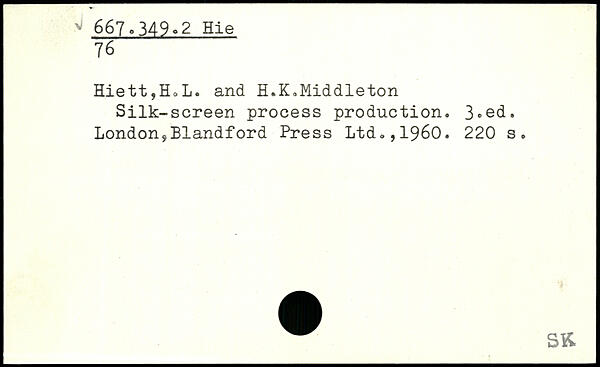 667.349.2 Hie
76
Hiett,H.L. and H.K.Middleton
Silk-screen process production. 3.ed.
London,Blandford Press Ltd.,1960. 220 s.
SK